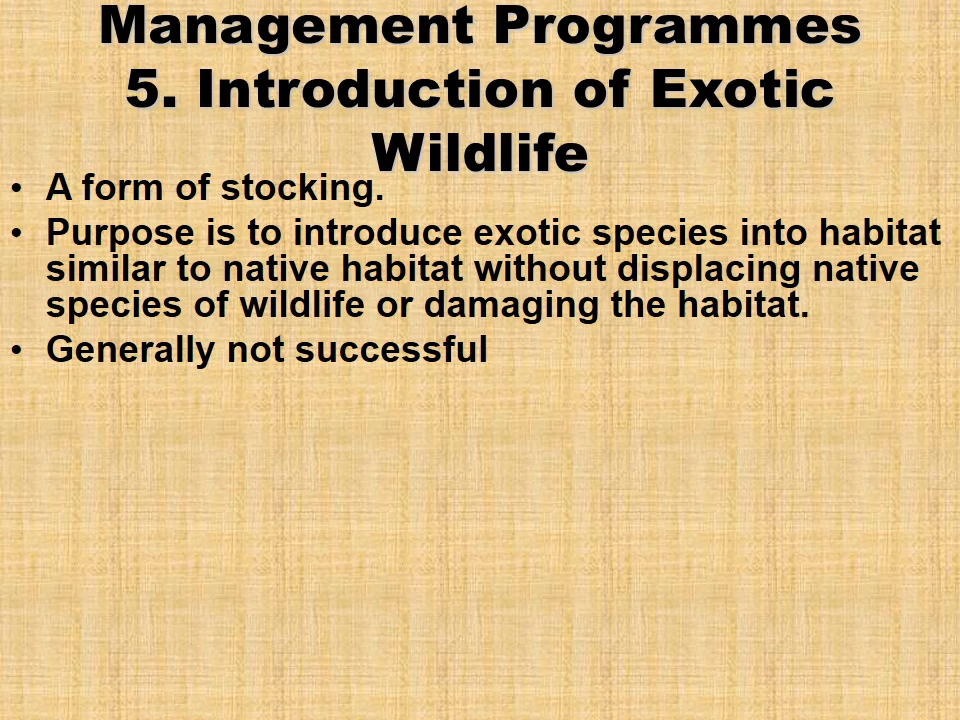 Management Programmes
5. Introduction of Exotic
Wildlife
• A form of stocking.
• Purpose is to introduce exotic species into habitat
similar to native habitat without displacing native
species of wildlife or damaging the habitat.
• Generally not successful